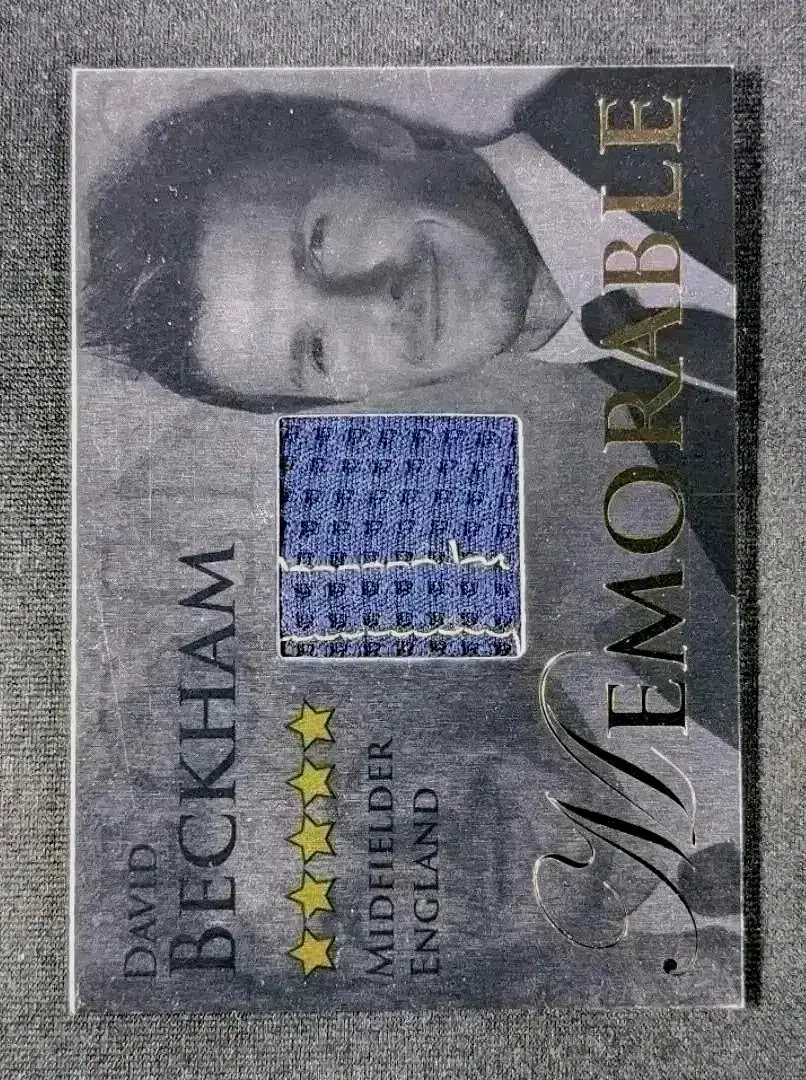 DAVID
BECKHAM
MIDFIELDER
ENGLAND
MEMORABLE